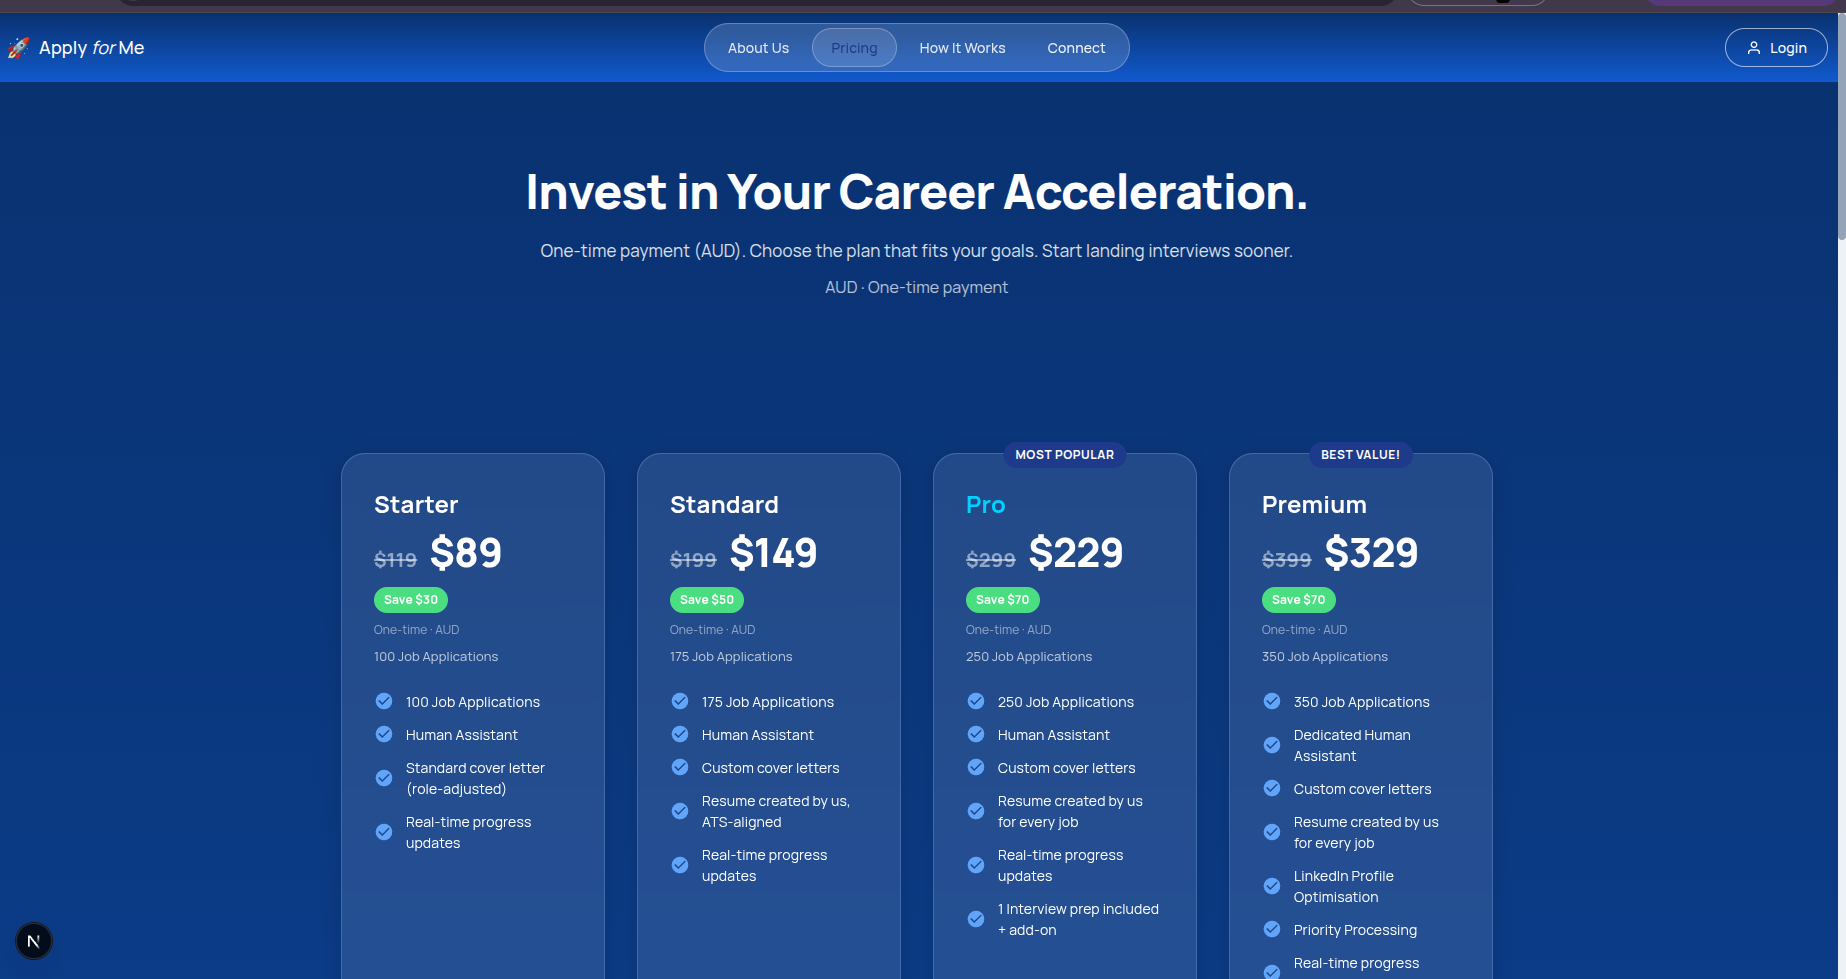 🚀 Apply for Me
About Us
Pricing
How It Works
Connect
Login
Invest in Your Career Acceleration.
One-time payment (AUD). Choose the plan that fits your goals. Start landing interviews sooner.
AUD · One-time payment
Starter
$119 $89
Save $30
One-time · AUD
100 Job Applications
100 Job Applications
Human Assistant
Standard cover letter
(role-adjusted)
Real-time progress
updates
Standard
$199 $149
Save $50
One-time · AUD
175 Job Applications
175 Job Applications
Human Assistant
Custom cover letters
Resume created by us,
ATS-aligned
Real-time progress
updates
MOST POPULAR
Pro
$299 $229
Save $70
One-time · AUD
250 Job Applications
250 Job Applications
Human Assistant
Custom cover letters
Resume created by us
for every job
Real-time progress
updates
1 Interview prep included
+ add-on
BEST VALUE!
Premium
$399 $329
Save $70
One-time · AUD
350 Job Applications
350 Job Applications
Dedicated Human
Assistant
Custom cover letters
Resume created by us
for every job
LinkedIn Profile
Optimisation
Priority Processing
Real-time progress
N